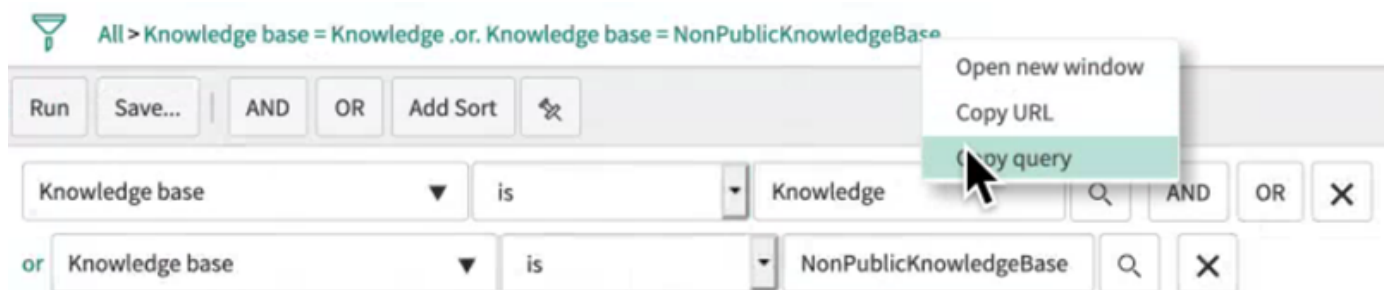 All > Knowledge base = Knowledge .or. Knowledge base = NonPublicKnowledgeBase
Open new window
Copy URL
Copy query
Run Save... AND OR Add Sort
Knowledge base is Knowledge AND OR
or Knowledge base is NonPublicKnowledgeBase